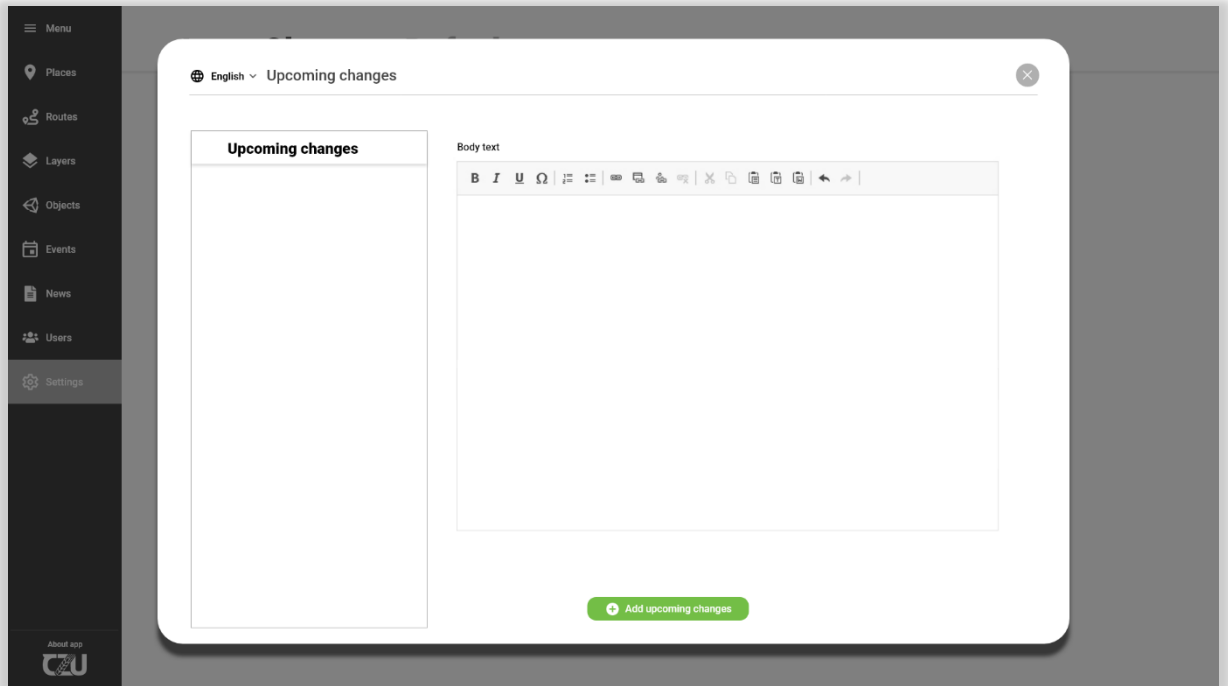 Menu
Places
Routes
Layers
Objects
Events
News
Users
Settings
About app
CZU
English Upcoming changes
Upcoming changes
Body text
B I U Ω
Add upcoming changes